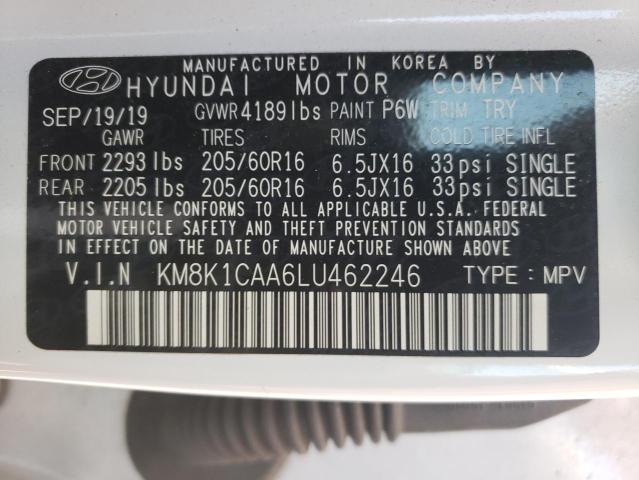 MANUFACTURED IN KOREA BY
HYUNDAI MOTOR COMPANY
SEP/19/19 GVWR 4189lbs PAINT P6W TRIM TRY
GAWR TIRES RIMS COLD TIRE INFL
FRONT 2293 lbs 205/60R16 6.5JX16 33psi SINGLE
REAR 2205 lbs 205/60R16 6.5JX16 33psi SINGLE
THIS VEHICLE CONFORMS TO ALL APPLICABLE U.S.A. FEDERAL
MOTOR VEHICLE SAFETY AND THEFT PREVENTION STANDARDS
IN EFFECT ON THE DATE OF MANUFACTURE SHOWN ABOVE.
V.I.N KM8K1CAA6LU462246 TYPE : MPV